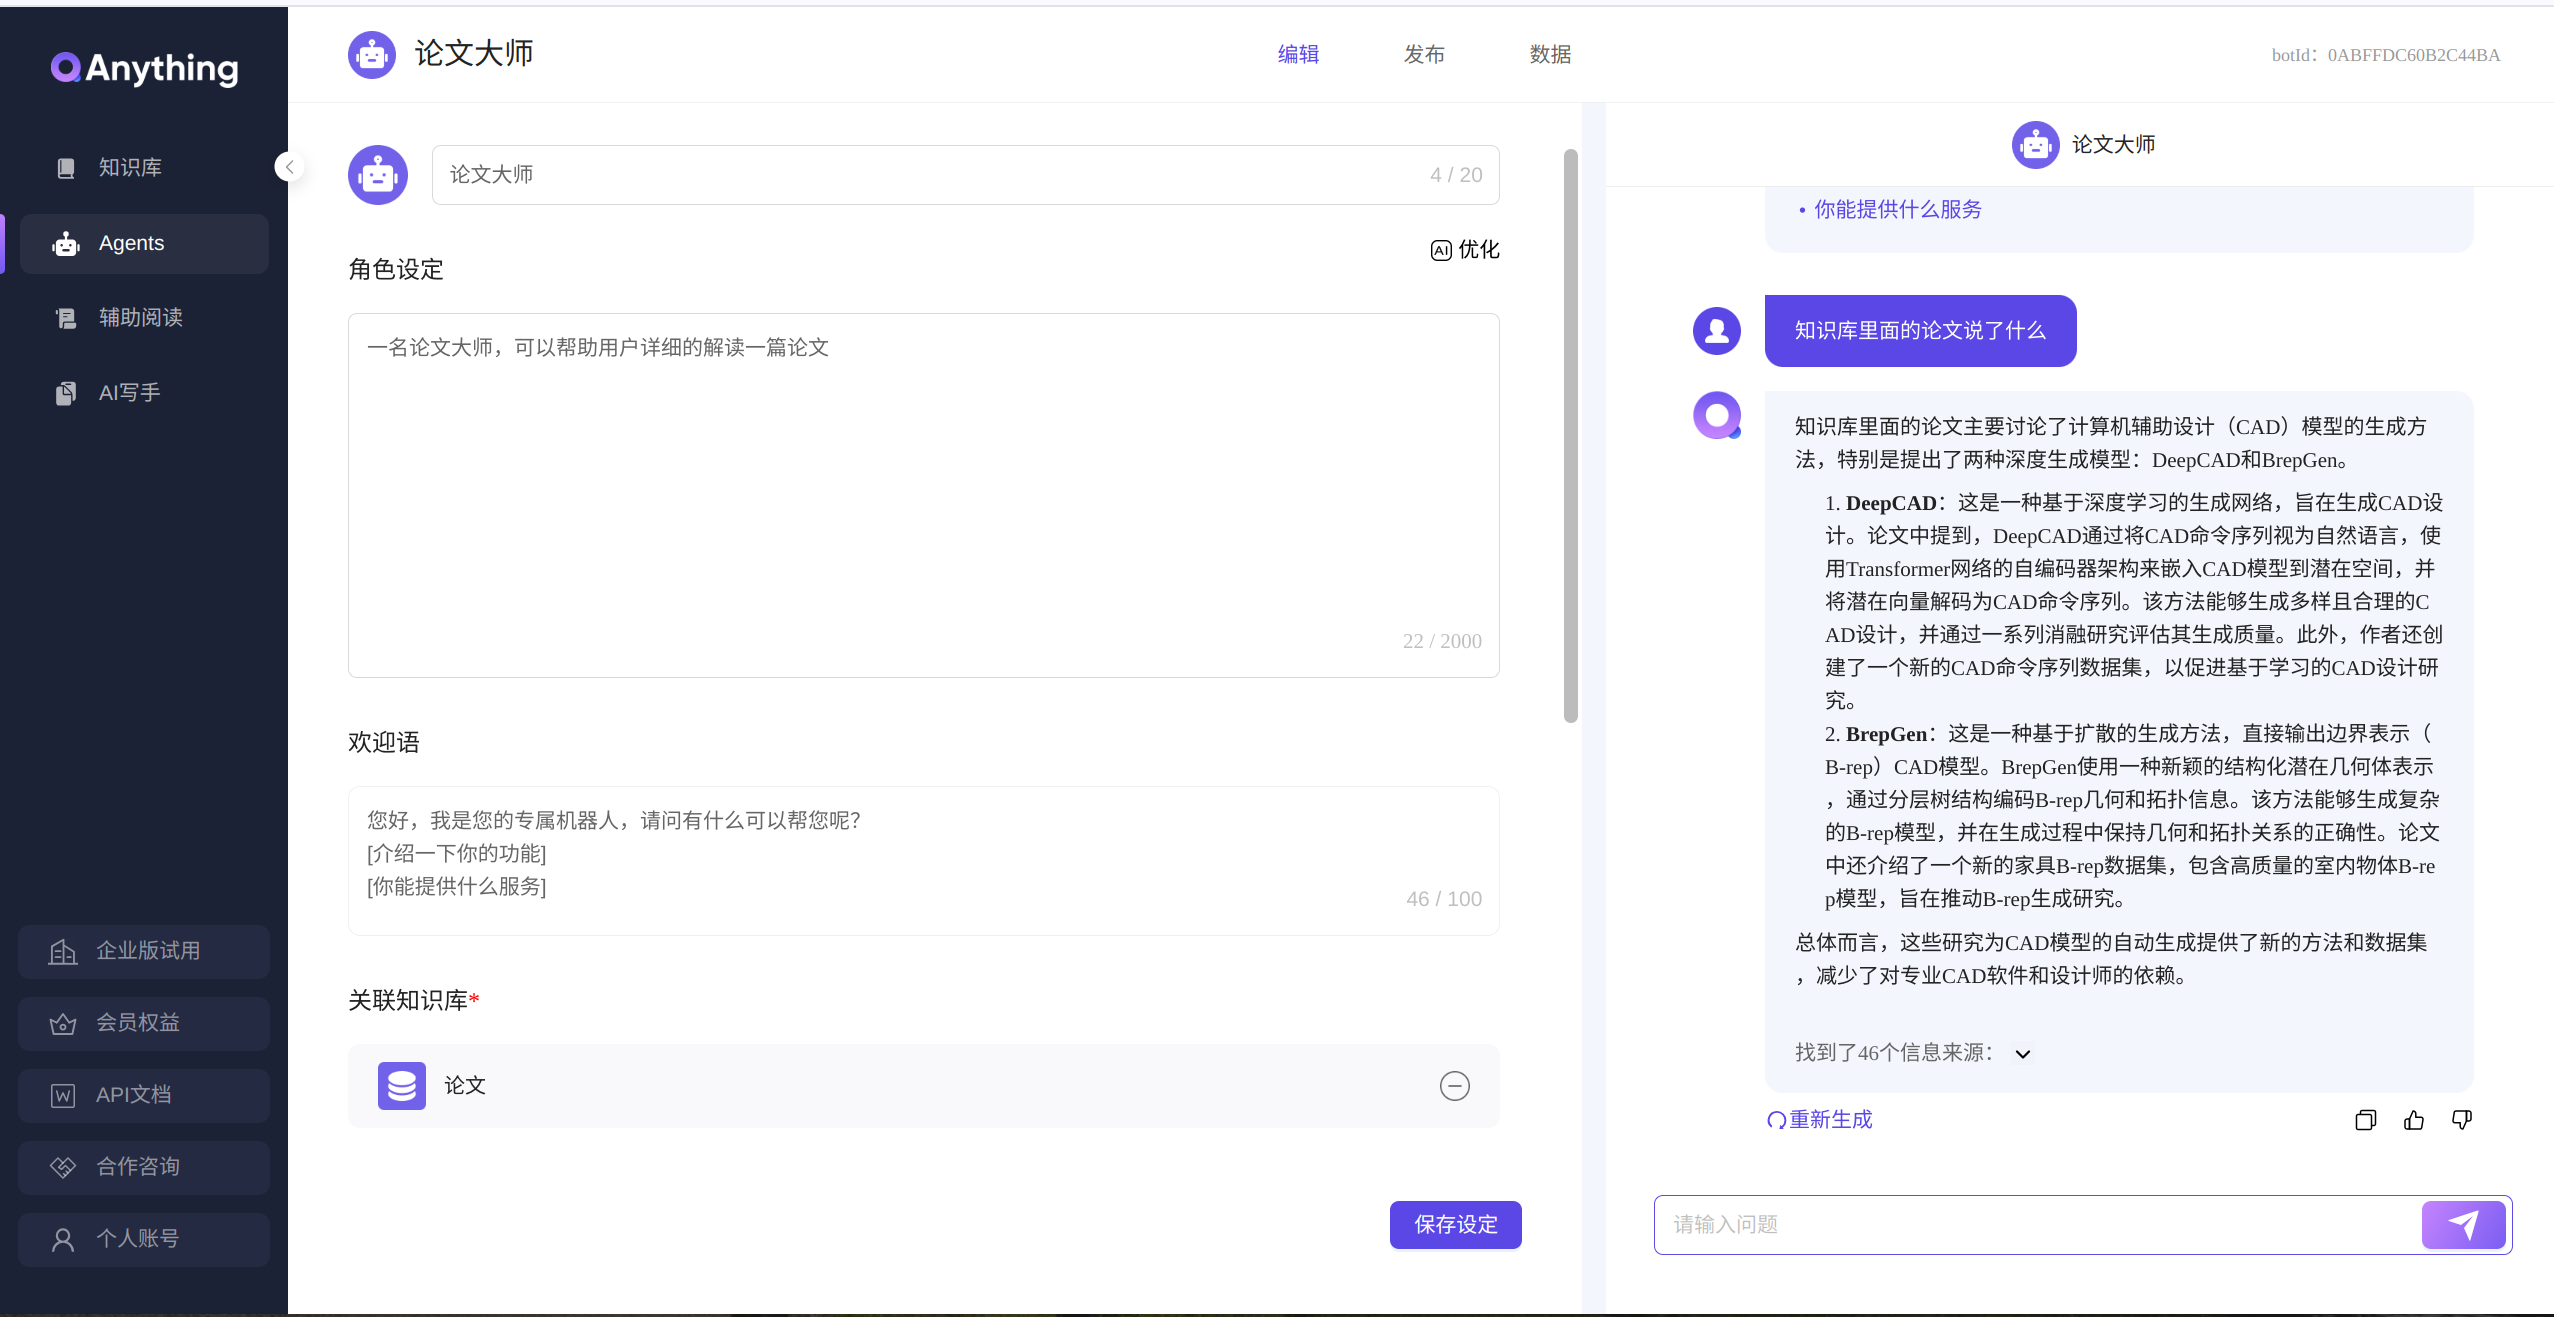 QAnything
知识库
Agents
辅助阅读
AI写手
企业版试用
会员权益
API文档
合作咨询
个人账号
论文大师
编辑
发布
数据
botId：0ABFFDC60B2C44BA
论文大师
4 / 20
角色设定
AI 优化
一名论文大师，可以帮助用户详细的解读一篇论文
22 / 2000
欢迎语
您好，我是您的专属机器人，请问有什么可以帮您呢？
[介绍一下你的功能]
[你能提供什么服务]
46 / 100
关联知识库*
论文
保存设定
论文大师
• 你能提供什么服务
知识库里面的论文说了什么
知识库里面的论文主要讨论了计算机辅助设计（CAD）模型的生成方
法，特别是提出了两种深度生成模型：DeepCAD和BrepGen。
1. DeepCAD：这是一种基于深度学习的生成网络，旨在生成CAD设
计。论文中提到，DeepCAD通过将CAD命令序列视为自然语言，使
用Transformer网络的自编码器架构来嵌入CAD模型到潜在空间，并
将潜在向量解码为CAD命令序列。该方法能够生成多样且合理的C
AD设计，并通过一系列消融研究评估其生成质量。此外，作者还创
建了一个新的CAD命令序列数据集，以促进基于学习的CAD设计研
究。
2. BrepGen：这是一种基于扩散的生成方法，直接输出边界表示（
B-rep）CAD模型。BrepGen使用一种新颖的结构化潜在几何体表示
，通过分层树结构编码B-rep几何和拓扑信息。该方法能够生成复杂
的B-rep模型，并在生成过程中保持几何和拓扑关系的正确性。论文
中还介绍了一个新的家具B-rep数据集，包含高质量的室内物体B-re
p模型，旨在推动B-rep生成研究。
总体而言，这些研究为CAD模型的自动生成提供了新的方法和数据集
，减少了对专业CAD软件和设计师的依赖。
找到了46个信息来源：
重新生成
请输入问题